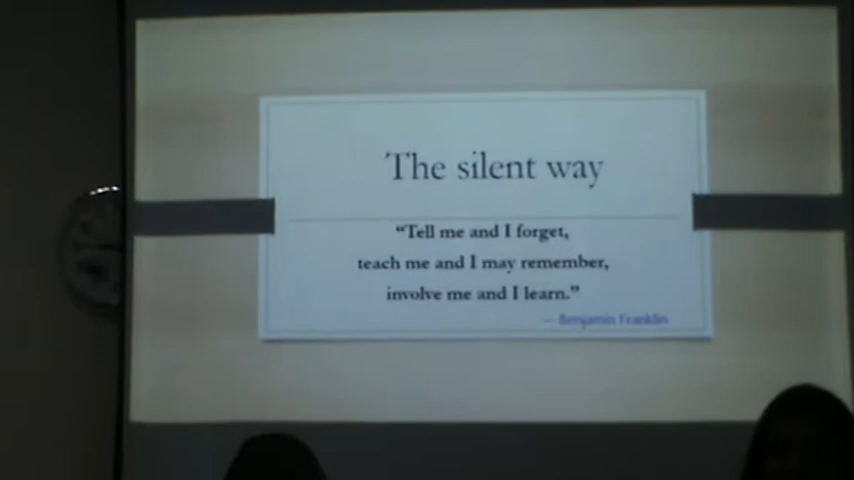 The silent way
“Tell me and I forget,
teach me and I may remember,
involve me and I learn.”
— Benjamin Franklin